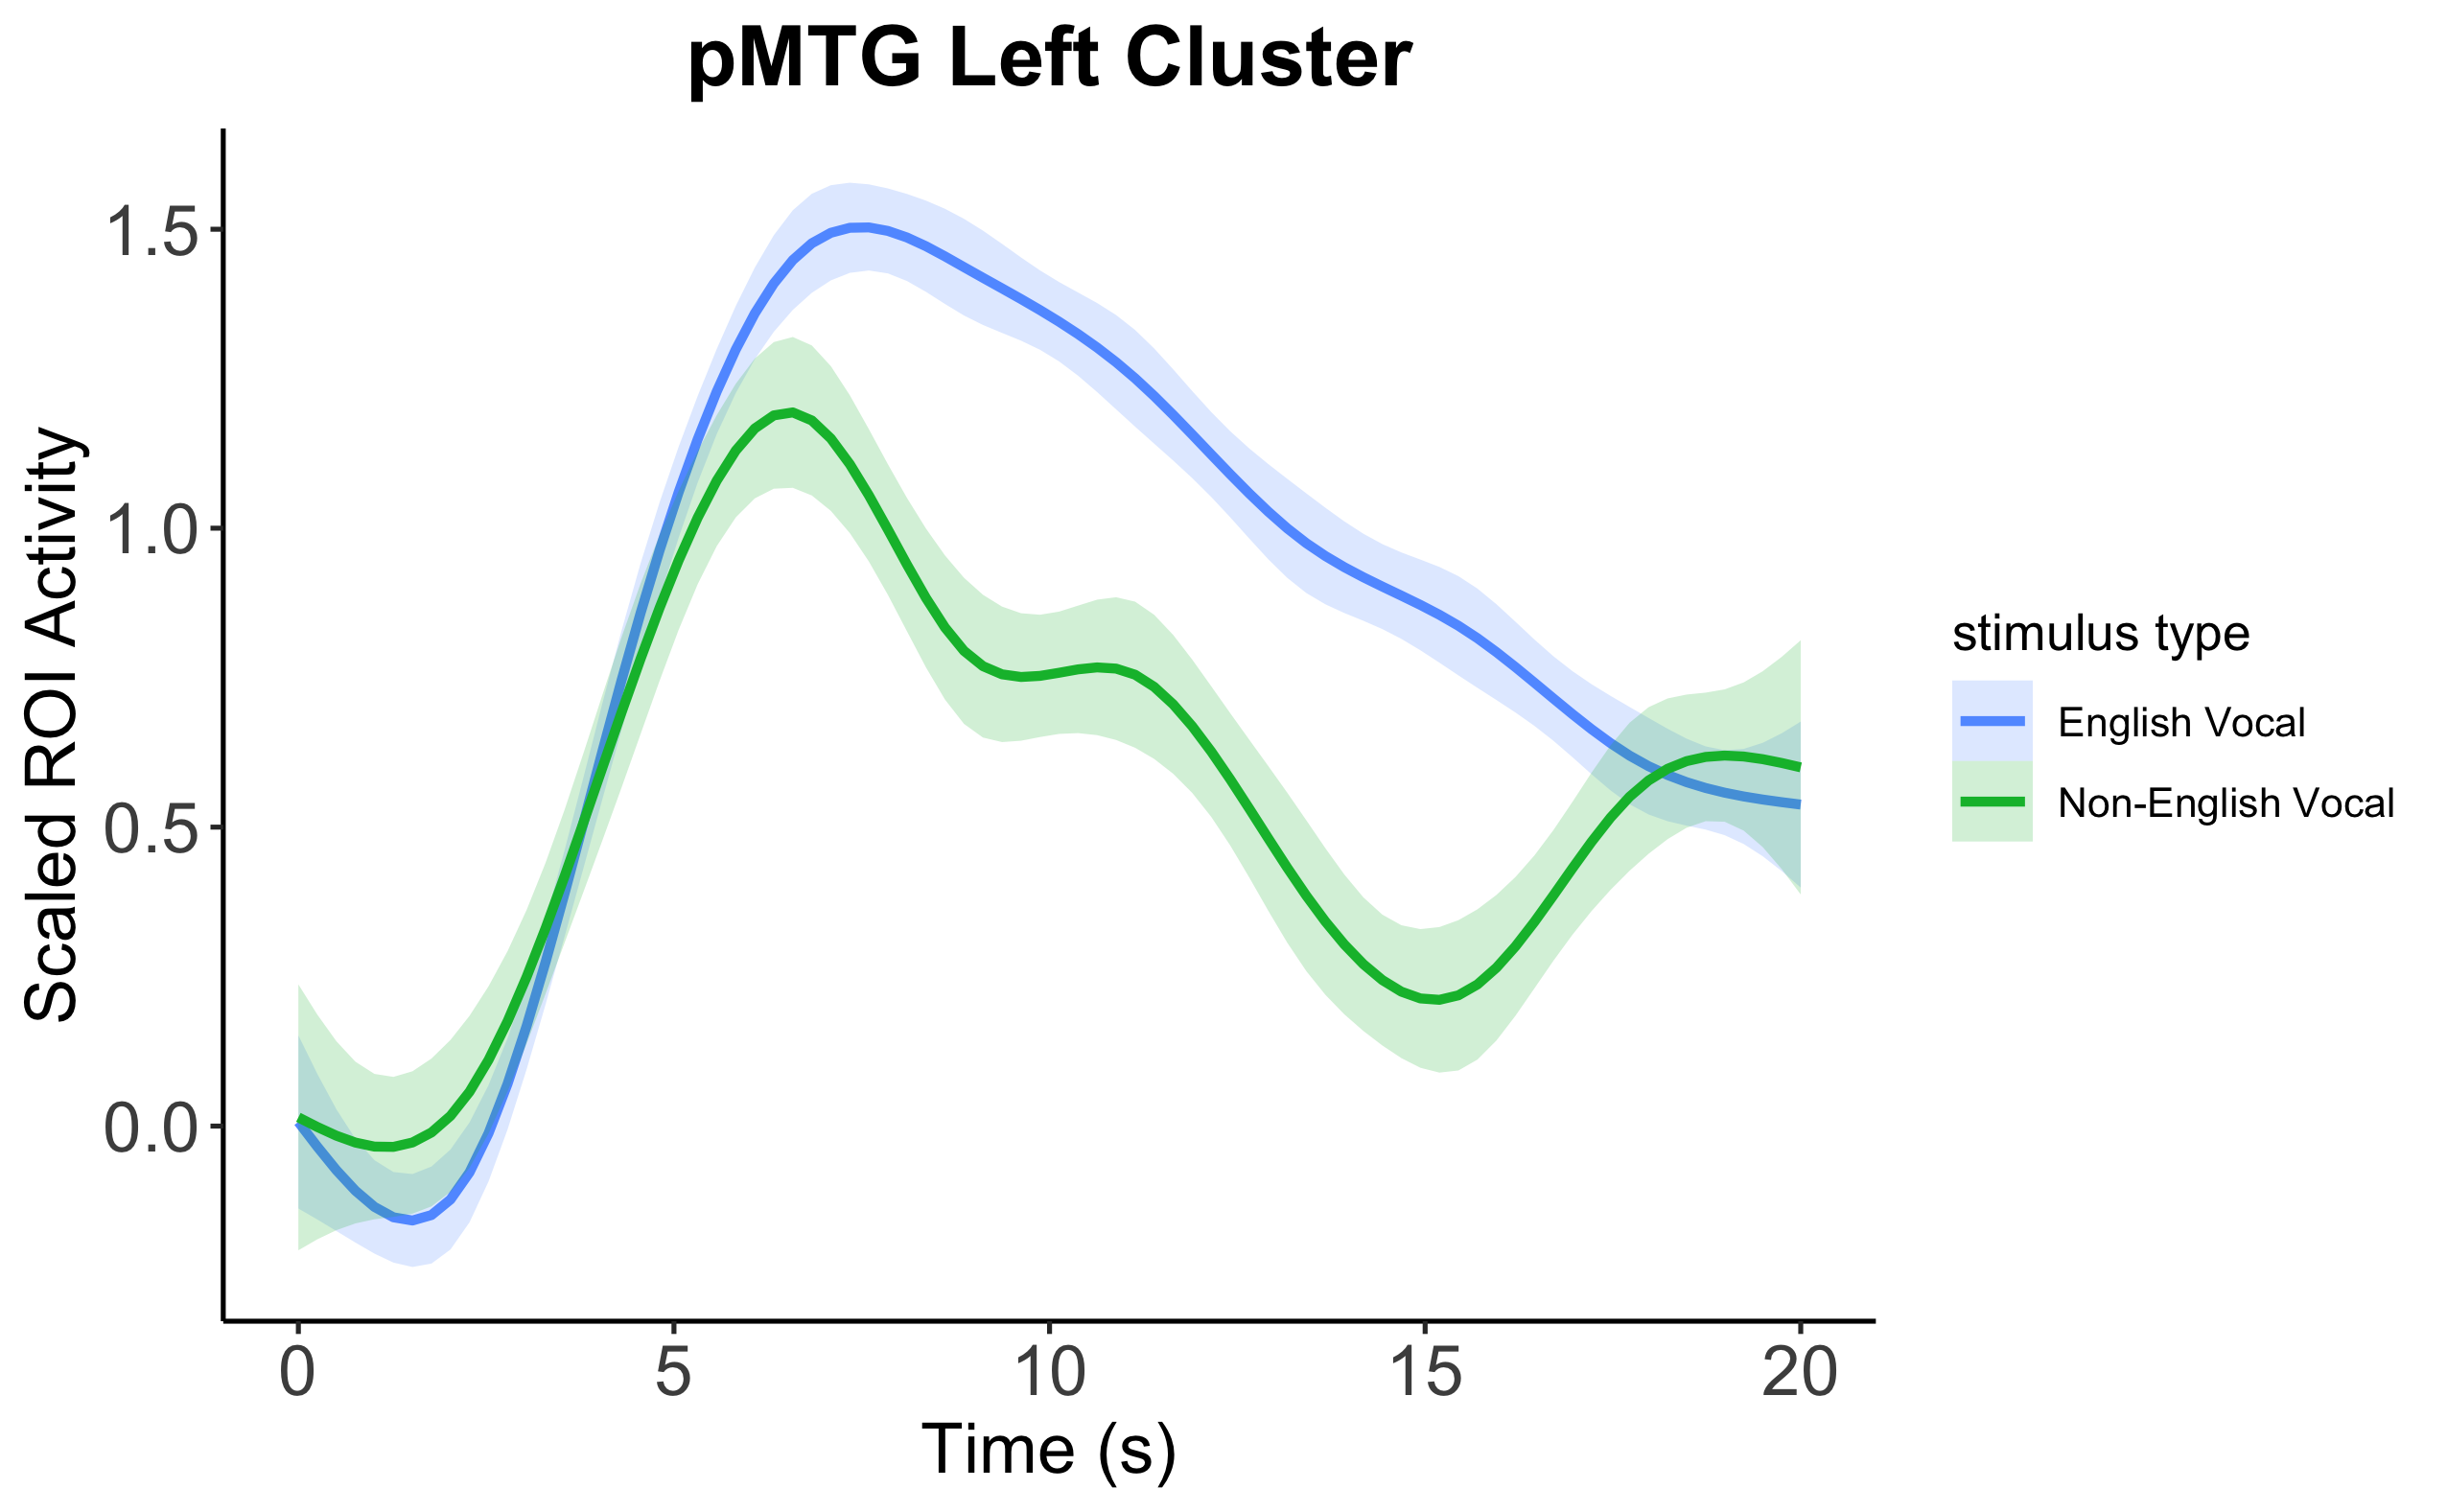 pMTG Left Cluster
Scaled ROI Activity
1.5
1.0
0.5
0.0
0 5 10 15 20
Time (s)
stimulus type
English Vocal
Non-English Vocal